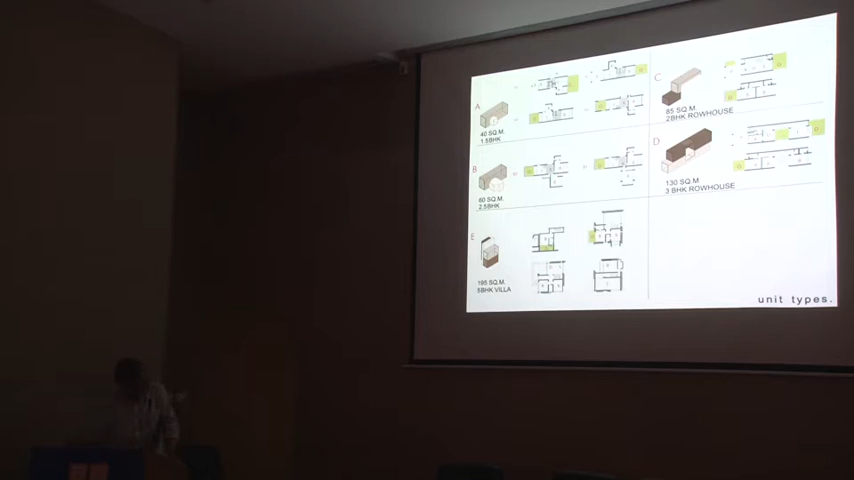 A
40 SQ.M.
1.5BHK
B
60 SQ.M.
2.5BHK
E
195 SQ.M.
5BHK VILLA
C
85 SQ.M.
2BHK ROWHOUSE
D
130 SQ.M.
3 BHK ROWHOUSE
unit types.